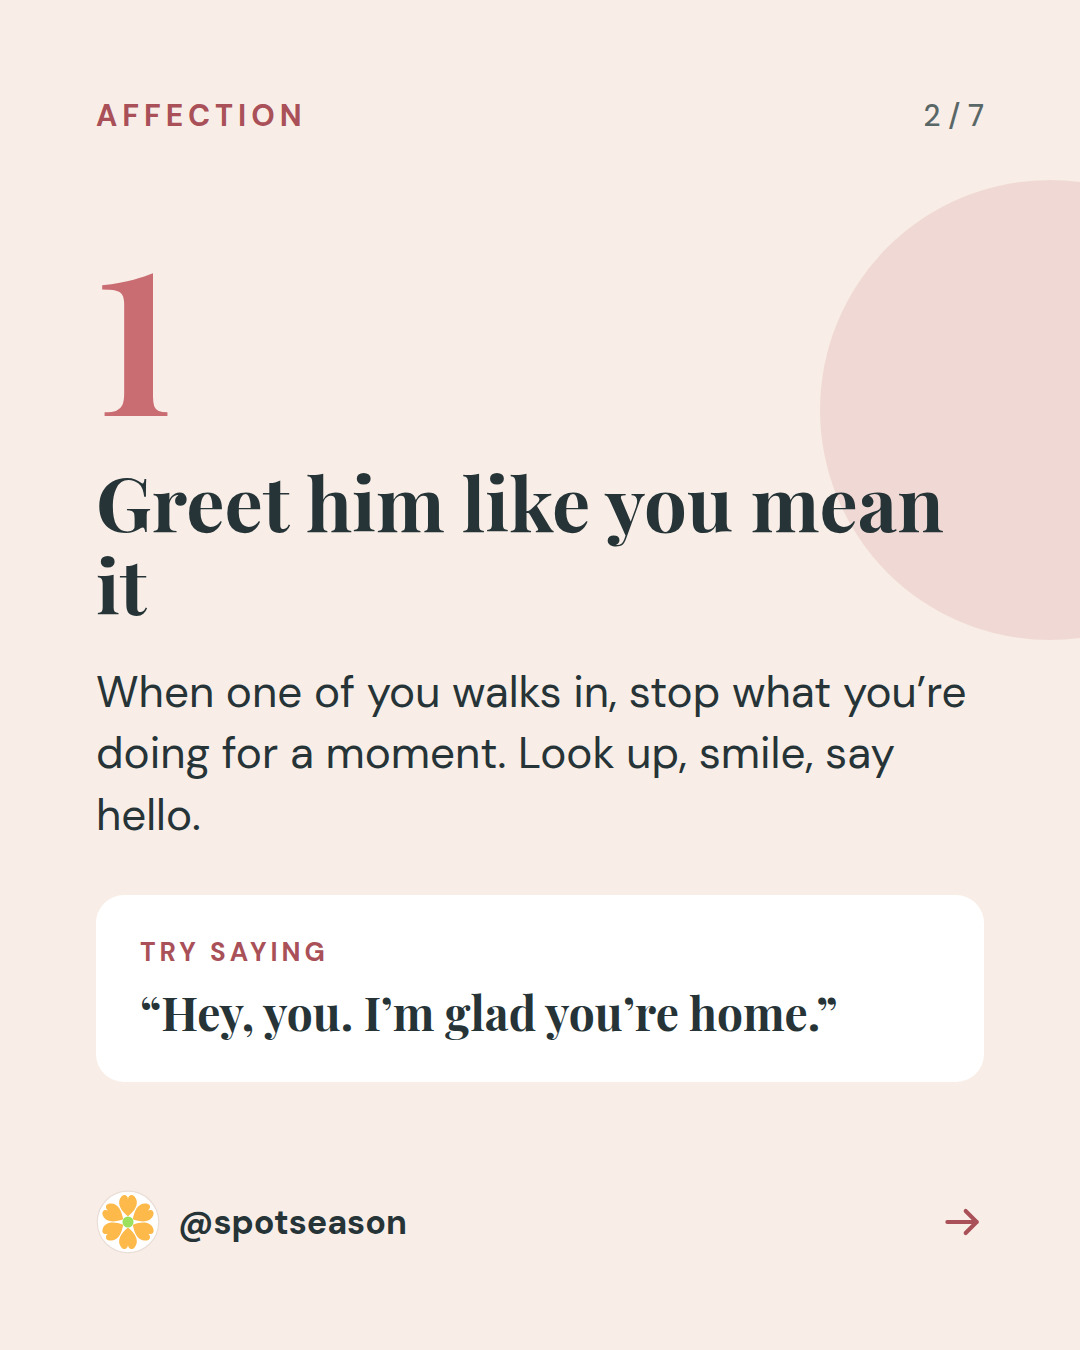 AFFECTION
2 / 7
1
Greet him like you mean
it
When one of you walks in, stop what you’re
doing for a moment. Look up, smile, say
hello.
TRY SAYING
“Hey, you. I’m glad you’re home.”
@spotseason